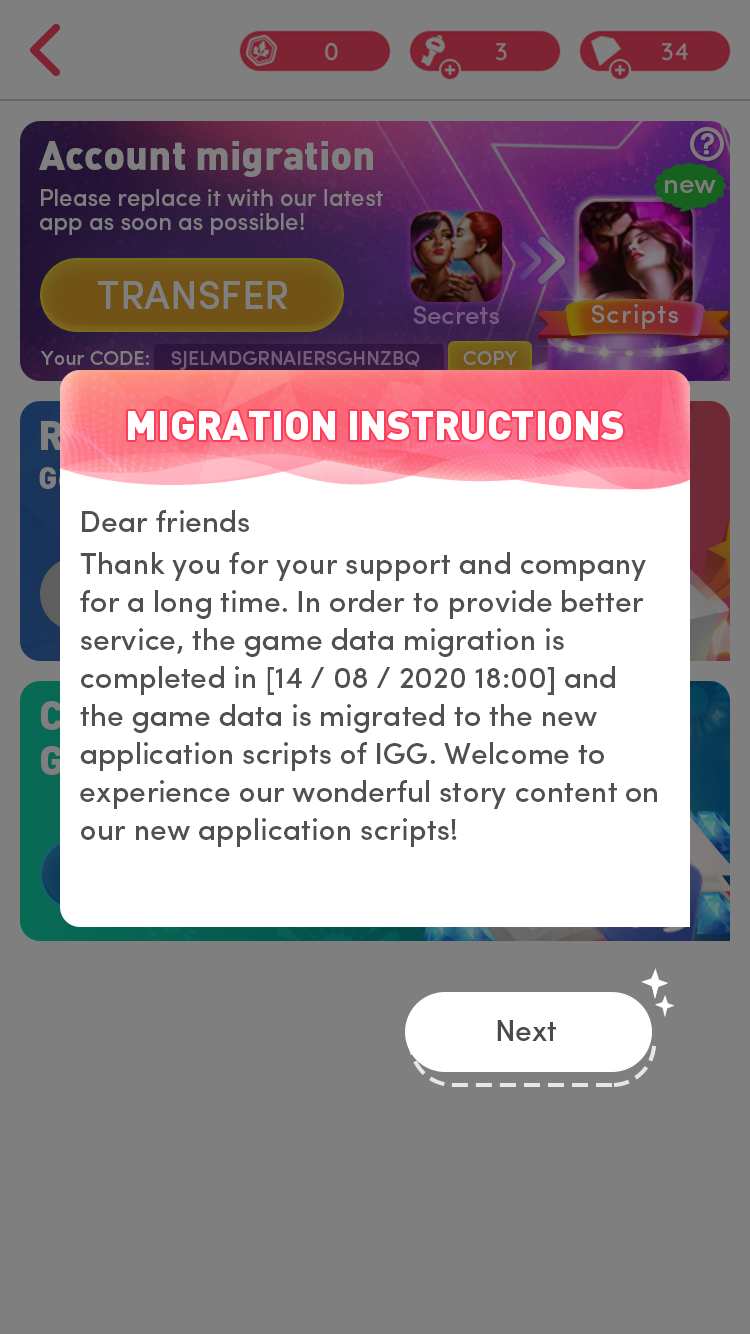 0
3
34
Account migration
Please replace it with our latest
app as soon as possible!
new
TRANSFER
Secrets
Scripts
Your CODE: SJELMDGRNAIERSGHNZBQ COPY
MIGRATION INSTRUCTIONS
Dear friends
Thank you for your support and company
for a long time. In order to provide better
service, the game data migration is
completed in [14 / 08 / 2020 18:00] and
the game data is migrated to the new
application scripts of IGG. Welcome to
experience our wonderful story content on
our new application scripts!
Next